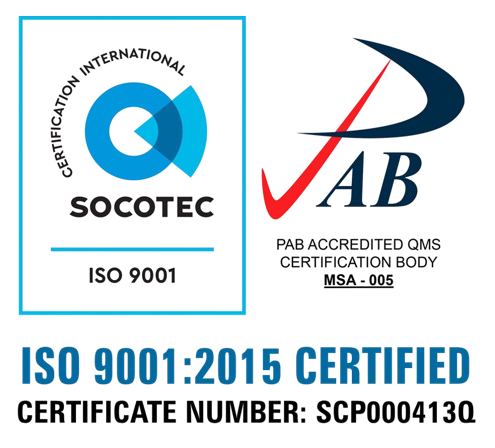 CERTIFICATION INTERNATIONAL
SOCOTEC
ISO 9001
PAB
PAB ACCREDITED QMS
CERTIFICATION BODY
MSA - 005
ISO 9001:2015 CERTIFIED
CERTIFICATE NUMBER: SCP000413Q